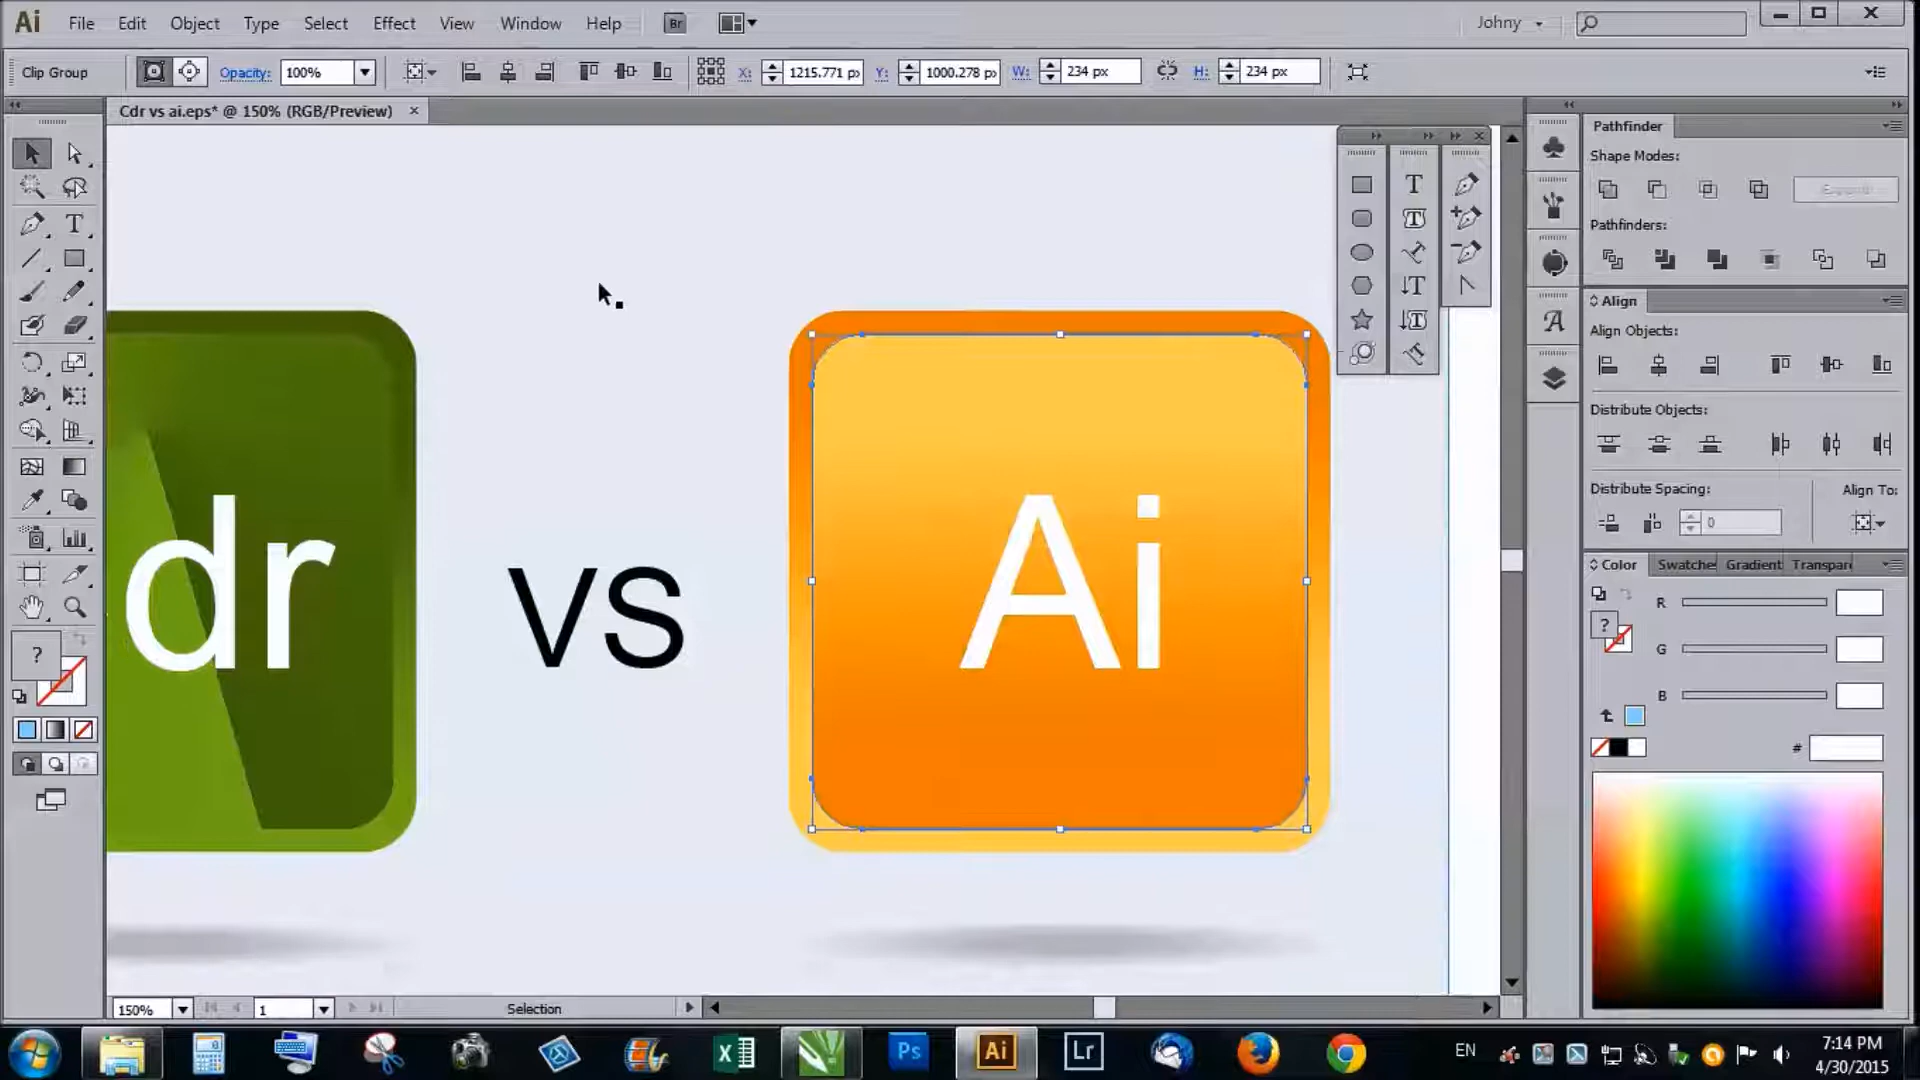 Ai File Edit Object Type Select Effect View Window Help Br Johny
Clip Group Opacity: 100% X: 1215.771 px Y: 1000.278 px W: 234 px H: 234 px
Cdr vs ai.eps* @ 150% (RGB/Preview)
Pathfinder
Shape Modes:
Expand
Pathfinders:
Align
Align Objects:
Distribute Objects:
Distribute Spacing: Align To:
0
Color Swatche Gradient Transpar
R
G
B
#
dr
VS
Ai
150% 1 Selection
Ps Ai Lr EN
7:14 PM
4/30/2015